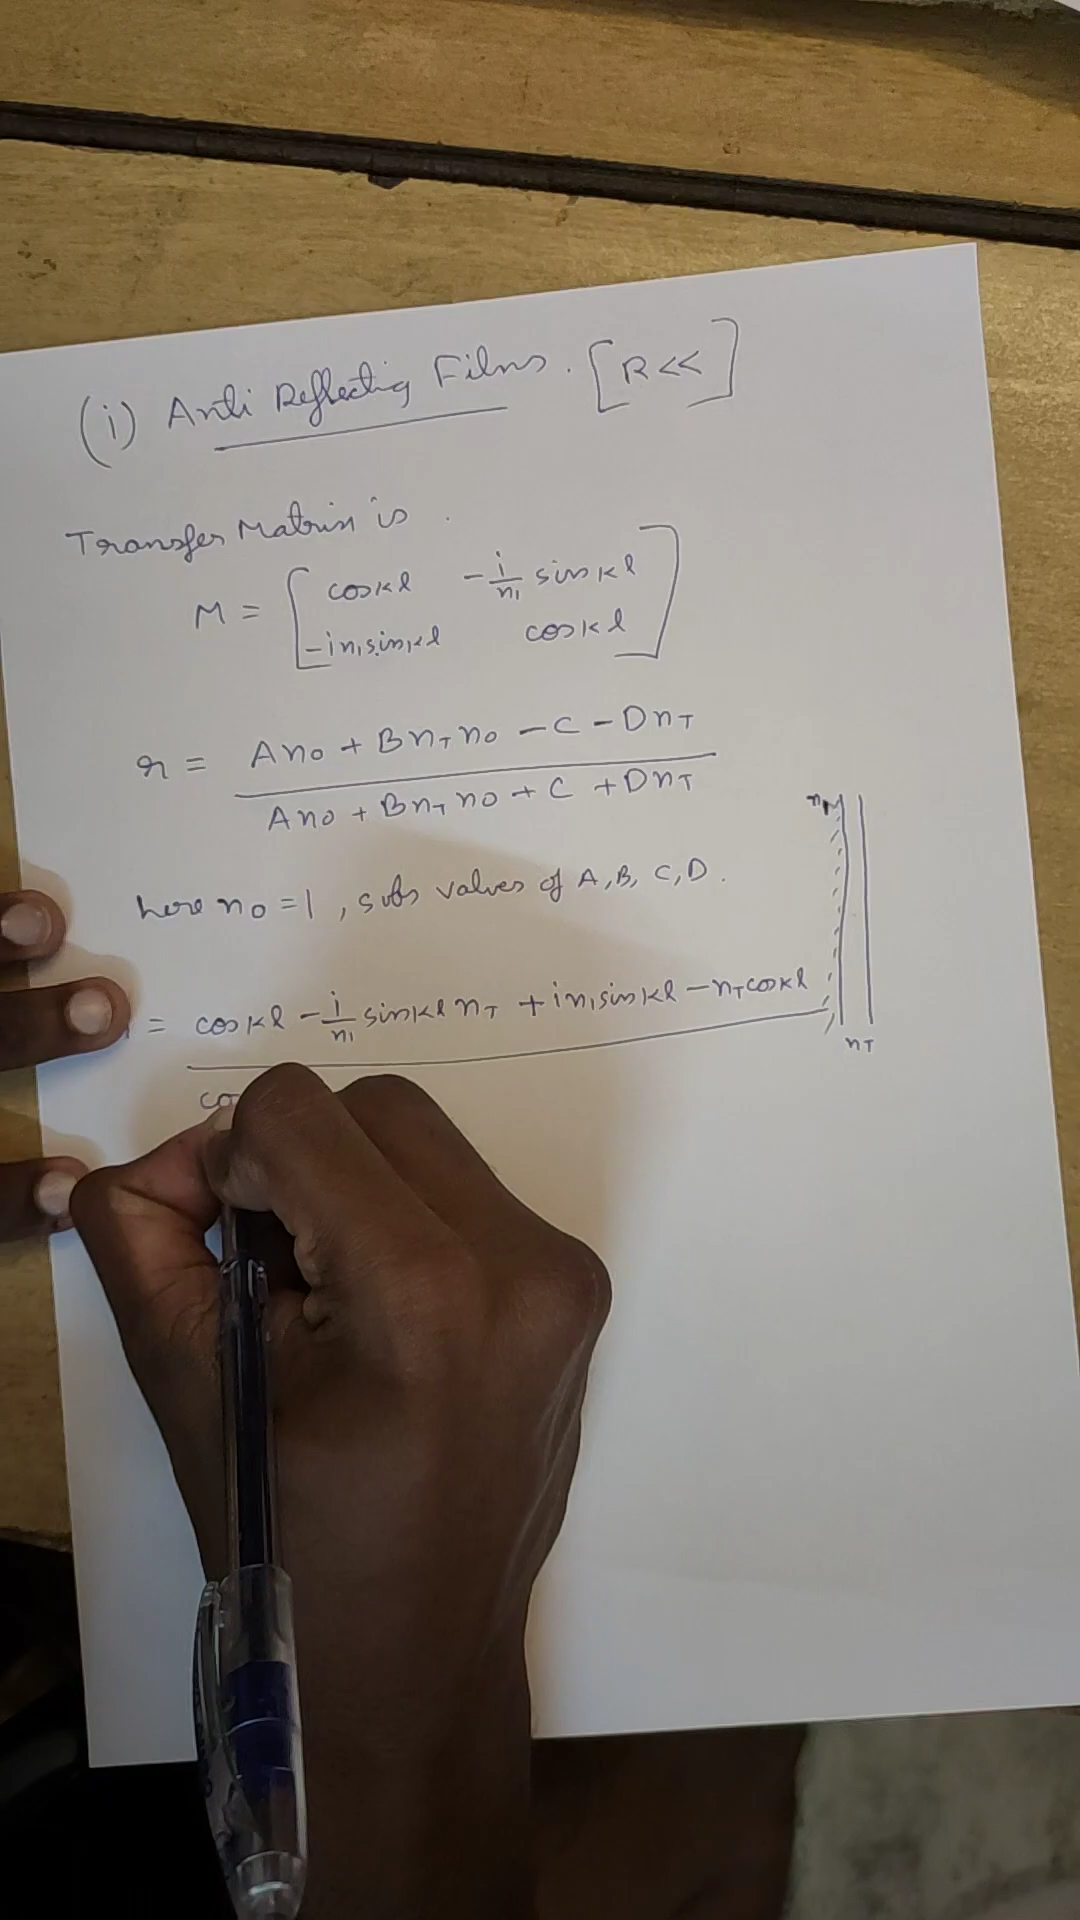 (i) Anti Reflecting Films. [R<<]
Transfer Matrix is.
M = [cos kl -i/n₁ sin kl
-in₁ sin kl cos kl]
r = An₀ + Bn_T n₀ - C - Dn_T
An₀ + Bn_T n₀ + C + Dn_T
here n₀ = 1, subs values of A, B, C, D.
= cos kl - i/n₁ sin kl n_T + in₁ sin kl - n_T cos kl
co
n₁
n_T